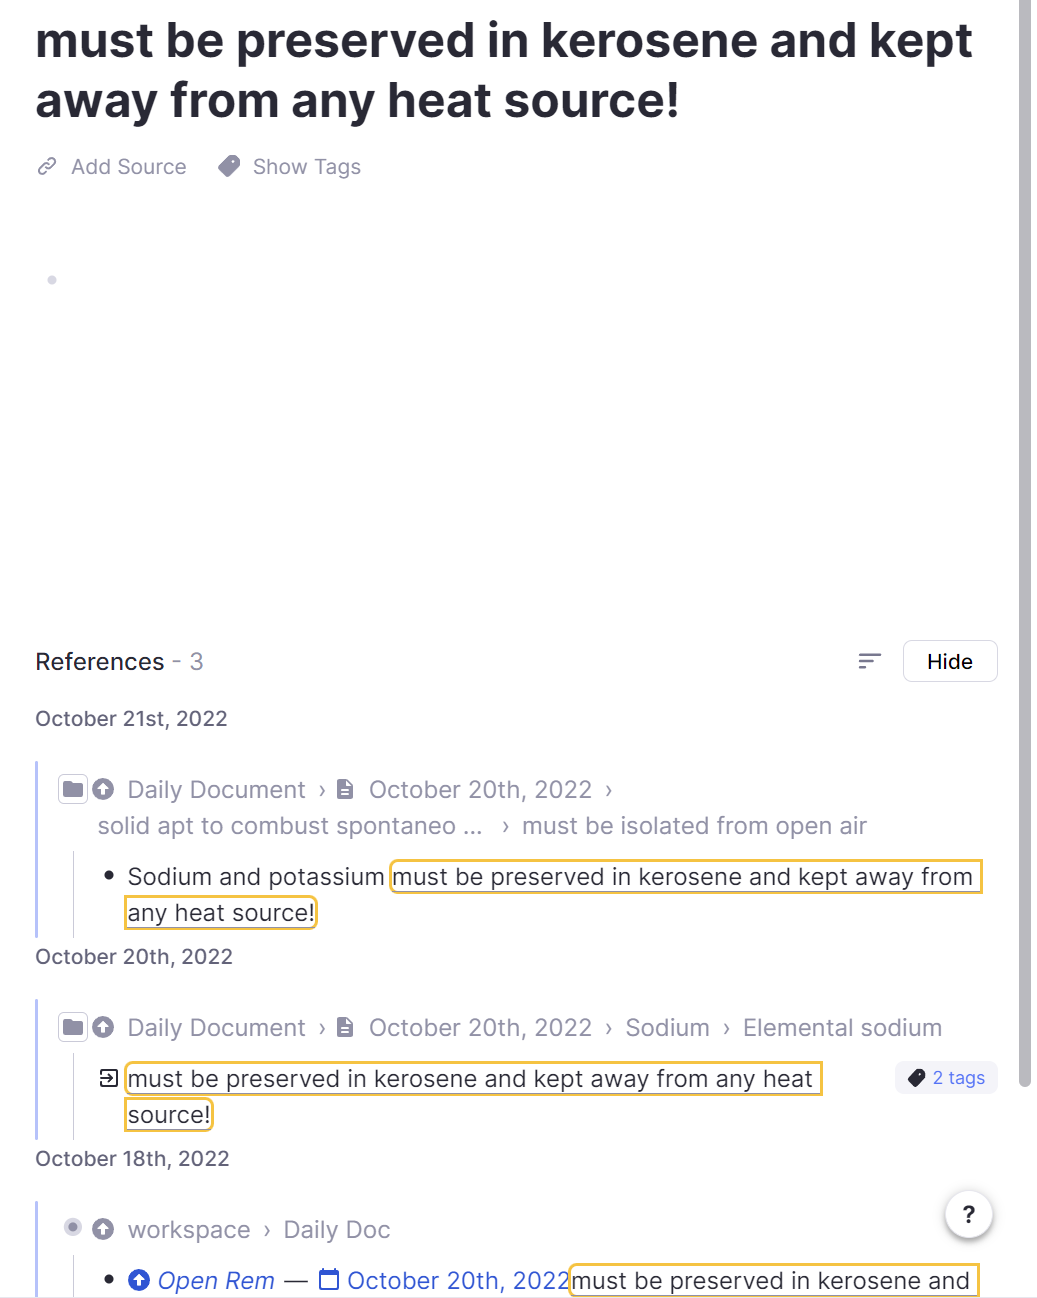 must be preserved in kerosene and kept
away from any heat source!
Add Source Show Tags
References - 3 Hide
October 21st, 2022
Daily Document › October 20th, 2022 ›
solid apt to combust spontaneo ... › must be isolated from open air
Sodium and potassium must be preserved in kerosene and kept away from
any heat source!
October 20th, 2022
Daily Document › October 20th, 2022 › Sodium › Elemental sodium
must be preserved in kerosene and kept away from any heat 2 tags
source!
October 18th, 2022
workspace › Daily Doc
?
Open Rem — October 20th, 2022must be preserved in kerosene and